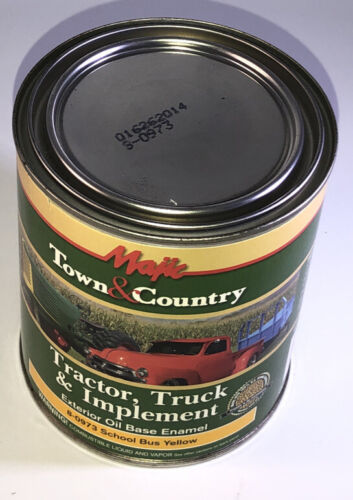 016262014
8-0973
Majic
Town & Country
Tractor, Truck
& Implement
Exterior Oil Base Enamel
8-0973 School Bus Yellow
WARNING! COMBUSTIBLE LIQUID AND VAPOR